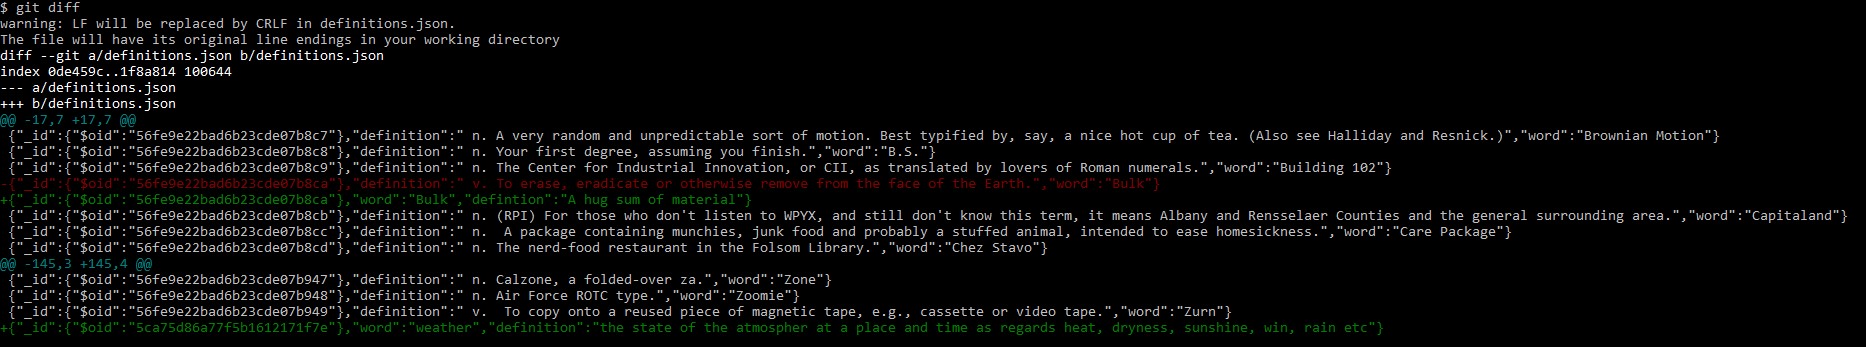 $ git diff
warning: LF will be replaced by CRLF in definitions.json.
The file will have its original line endings in your working directory
diff --git a/definitions.json b/definitions.json
index 0de459c..1f8a814 100644
--- a/definitions.json
+++ b/definitions.json
@@ -17,7 +17,7 @@
 {"_id":{"$oid":"56fe9e22bad6b23cde07b8c7"},"definition":" n. A very random and unpredictable sort of motion. Best typified by, say, a nice hot cup of tea. (Also see Halliday and Resnick.)","word":"Brownian Motion"}
 {"_id":{"$oid":"56fe9e22bad6b23cde07b8c8"},"definition":" n. Your first degree, assuming you finish.","word":"B.S."}
 {"_id":{"$oid":"56fe9e22bad6b23cde07b8c9"},"definition":" n. The Center for Industrial Innovation, or CII, as translated by lovers of Roman numerals.","word":"Building 102"}
-{"_id":{"$oid":"56fe9e22bad6b23cde07b8ca"},"definition":" v. To erase, eradicate or otherwise remove from the face of the Earth.","word":"Bulk"}
+{"_id":{"$oid":"56fe9e22bad6b23cde07b8ca"},"word":"Bulk","defintion":"A hug sum of material"}
 {"_id":{"$oid":"56fe9e22bad6b23cde07b8cb"},"definition":" n. (RPI) For those who don't listen to WPYX, and still don't know this term, it means Albany and Rensselaer Counties and the general surrounding area.","word":"Capitaland"}
 {"_id":{"$oid":"56fe9e22bad6b23cde07b8cc"},"definition":" n.  A package containing munchies, junk food and probably a stuffed animal, intended to ease homesickness.","word":"Care Package"}
 {"_id":{"$oid":"56fe9e22bad6b23cde07b8cd"},"definition":" n. The nerd-food restaurant in the Folsom Library.","word":"Chez Stavo"}
@@ -145,3 +145,4 @@
 {"_id":{"$oid":"56fe9e22bad6b23cde07b947"},"definition":" n. Calzone, a folded-over za.","word":"Zone"}
 {"_id":{"$oid":"56fe9e22bad6b23cde07b948"},"definition":" n. Air Force ROTC type.","word":"Zoomie"}
 {"_id":{"$oid":"56fe9e22bad6b23cde07b949"},"definition":" v.  To copy onto a reused piece of magnetic tape, e.g., cassette or video tape.","word":"Zurn"}
+{"_id":{"$oid":"5ca75d86a77f5b1612171f7e"},"word":"weather","definition":"the state of the atmospher at a place and time as regards heat, dryness, sunshine, win, rain etc"}